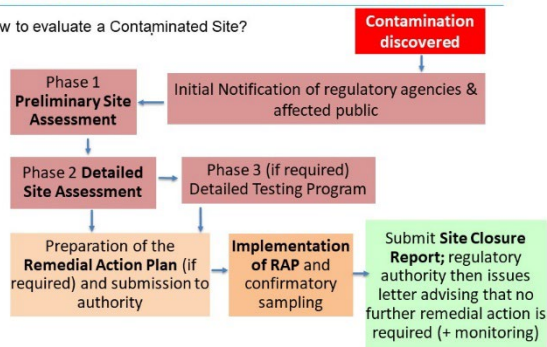 w to evaluate a Contaminated Site?
Contamination
discovered
Initial Notification of regulatory agencies &
affected public
Phase 1
Preliminary Site
Assessment
Phase 2 Detailed
Site Assessment
Phase 3 (if required)
Detailed Testing Program
Preparation of the
Remedial Action Plan (if
required) and submission to
authority
Implementation
of RAP and
confirmatory
sampling
Submit Site Closure
Report; regulatory
authority then issues
letter advising that no
further remedial action is
required (+ monitoring)